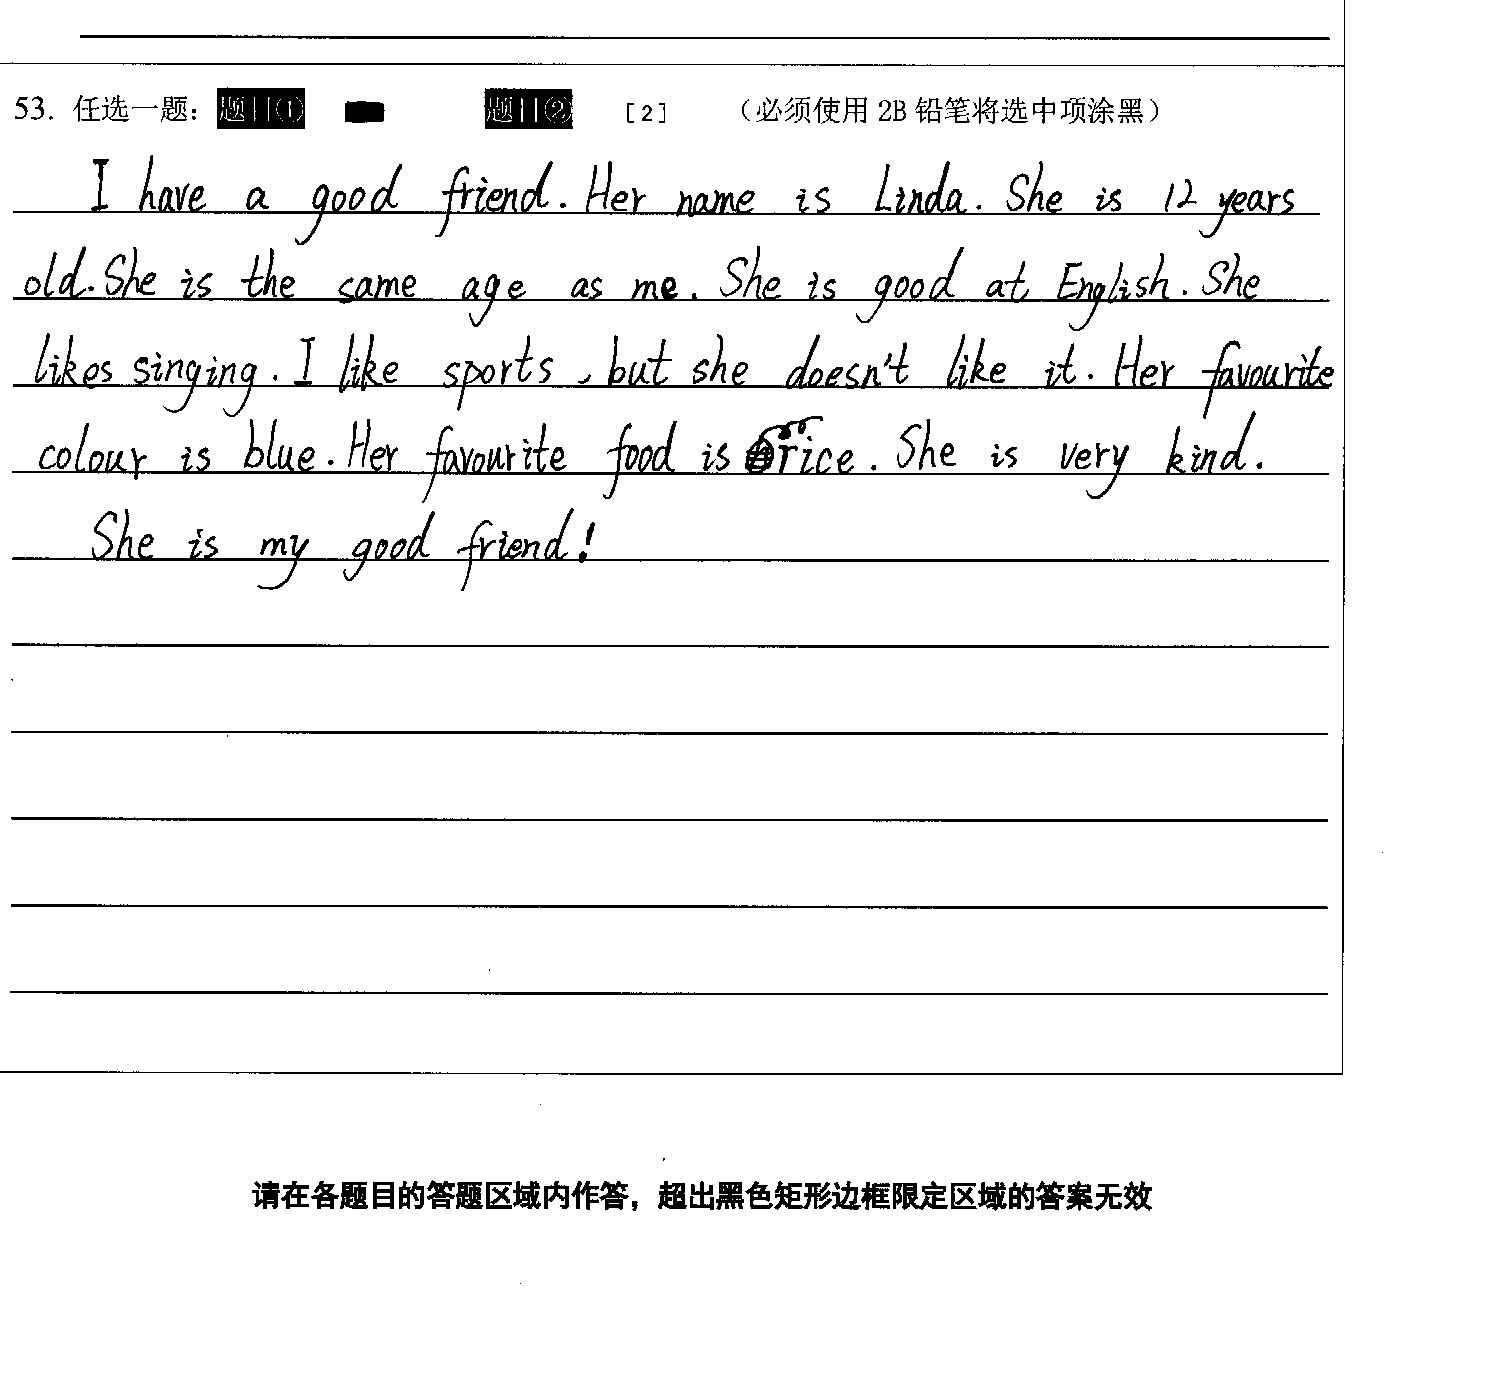 53. 任选一题： 题目① 题目② [2] （必须使用 2B 铅笔将选中项涂黑）
I have a good friend. Her name is Linda. She is 12 years
old. She is the same age as me. She is good at English. She
likes singing. I like sports, but she doesn't like it. Her favourite
colour is blue. Her favourite food is rice. She is very kind.
She is my good friend!
请在各题目的答题区域内作答，超出黑色矩形边框限定区域的答案无效